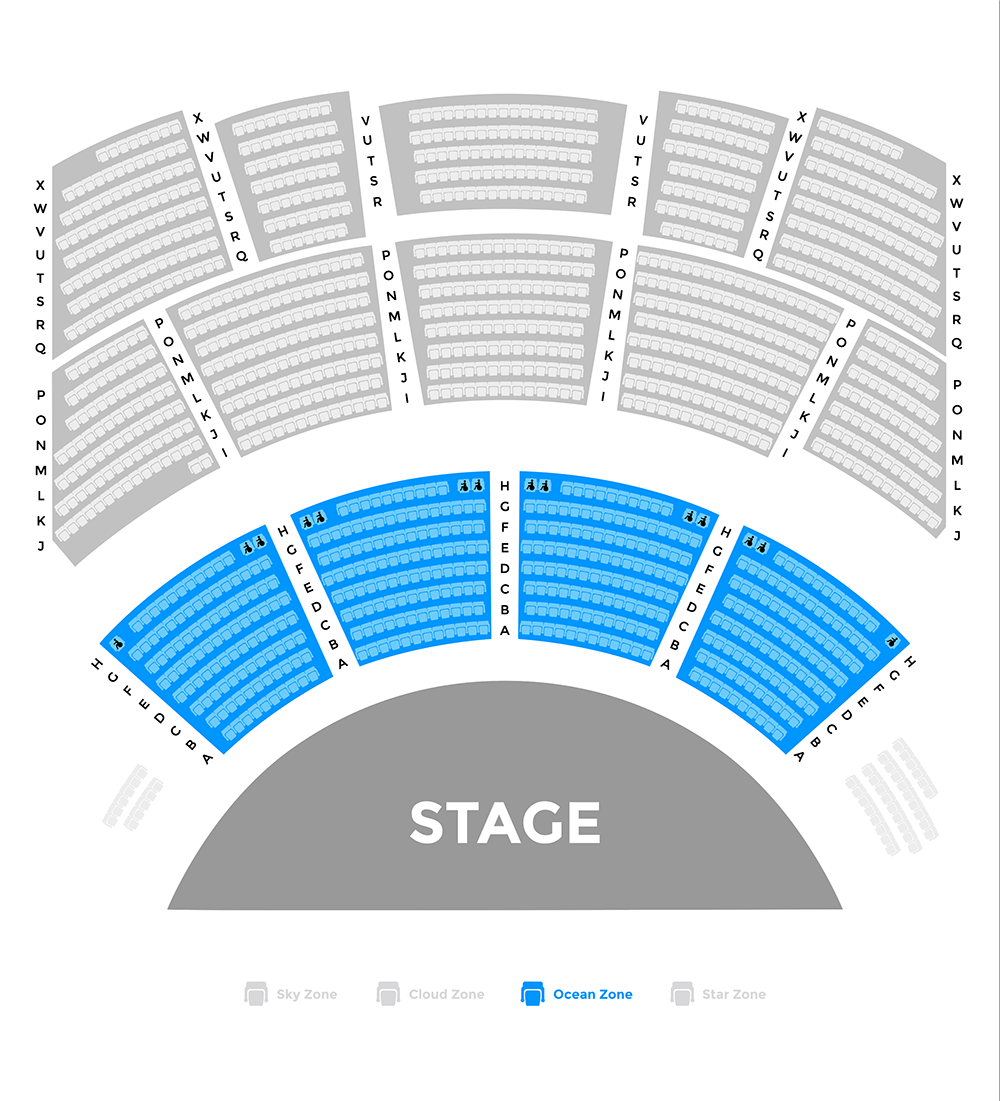 X W V U T S R Q
X W V U T S R Q
V U T S R
V U T S R
X W V U T S R Q
X W V U T S R Q
P O N M L K J
P O N M L K J I
P O N M L K J I
P O N M L K J I
P O N M L K J I
P O N M L K J
H G F E D C B A
H G F E D C B A
H G F E D C B A
H G F E D C B A
H G F E D C B A
STAGE
Sky Zone
Cloud Zone
Ocean Zone
Star Zone